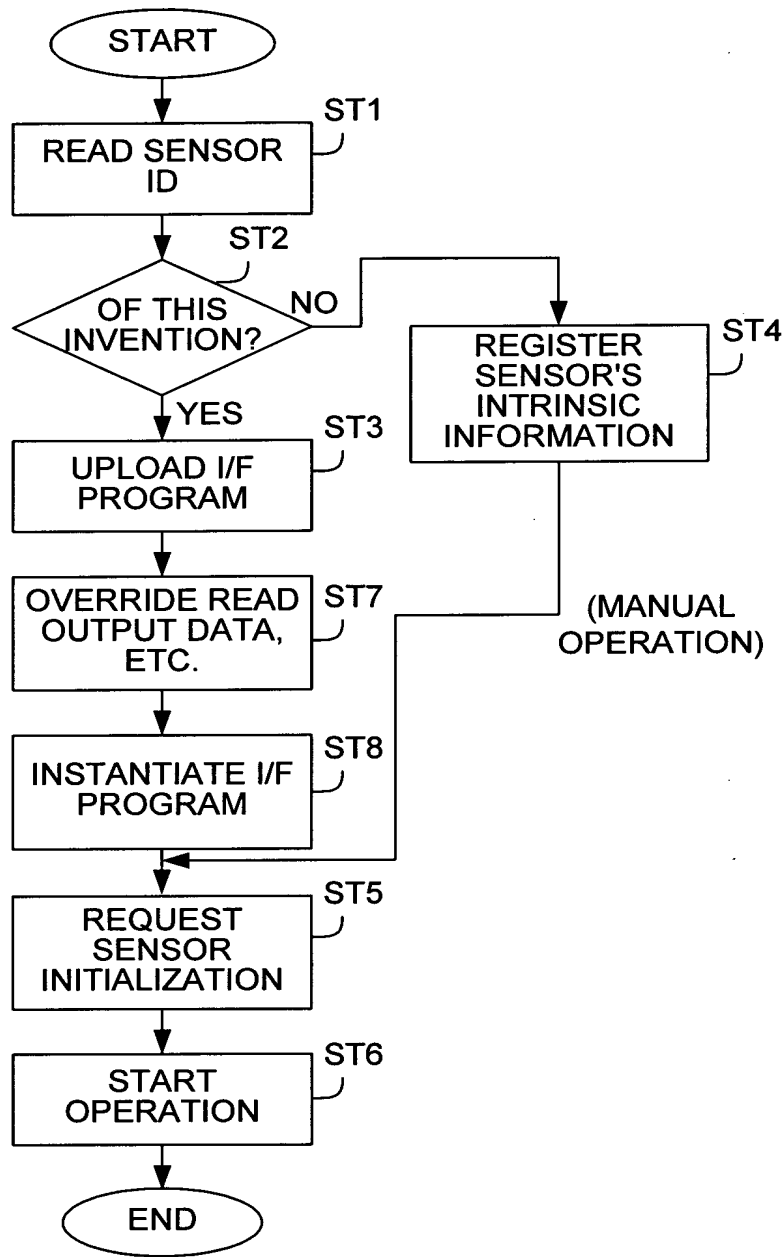 START
ST1
READ SENSOR
ID
ST2
OF THIS
INVENTION?
NO
YES
ST4
REGISTER
SENSOR'S
INTRINSIC
INFORMATION
ST3
UPLOAD I/F
PROGRAM
ST7
OVERRIDE READ
OUTPUT DATA,
ETC.
(MANUAL
OPERATION)
ST8
INSTANTIATE I/F
PROGRAM
ST5
REQUEST
SENSOR
INITIALIZATION
ST6
START
OPERATION
END